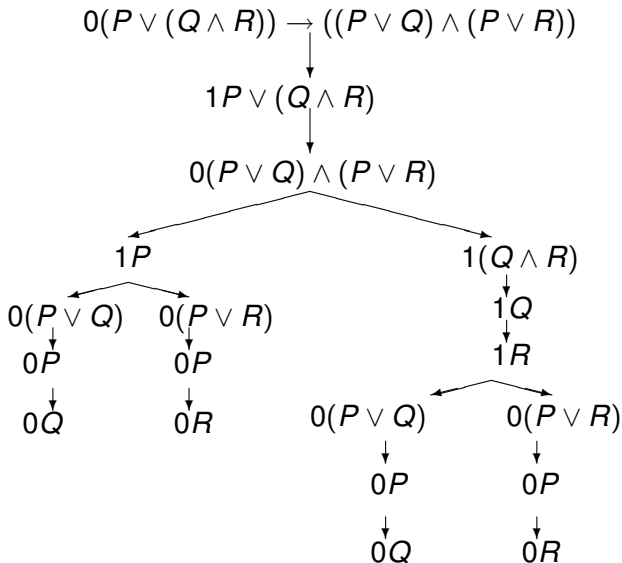 0(P ∨ (Q ∧ R)) → ((P ∨ Q) ∧ (P ∨ R))
1P ∨ (Q ∧ R)
0(P ∨ Q) ∧ (P ∨ R)
1P 1(Q ∧ R)
0(P ∨ Q) 0(P ∨ R) 1Q
0P 0P 1R
0Q 0R 0(P ∨ Q) 0(P ∨ R)
0P 0P
0Q 0R